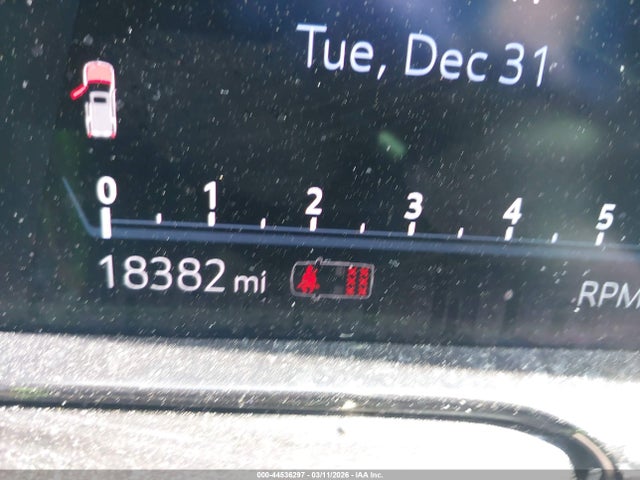 Tue, Dec 31
0 1 2 3 4 5
18382 mi
RPM
000-44536297 - 03/11/2026 - IAA Inc.